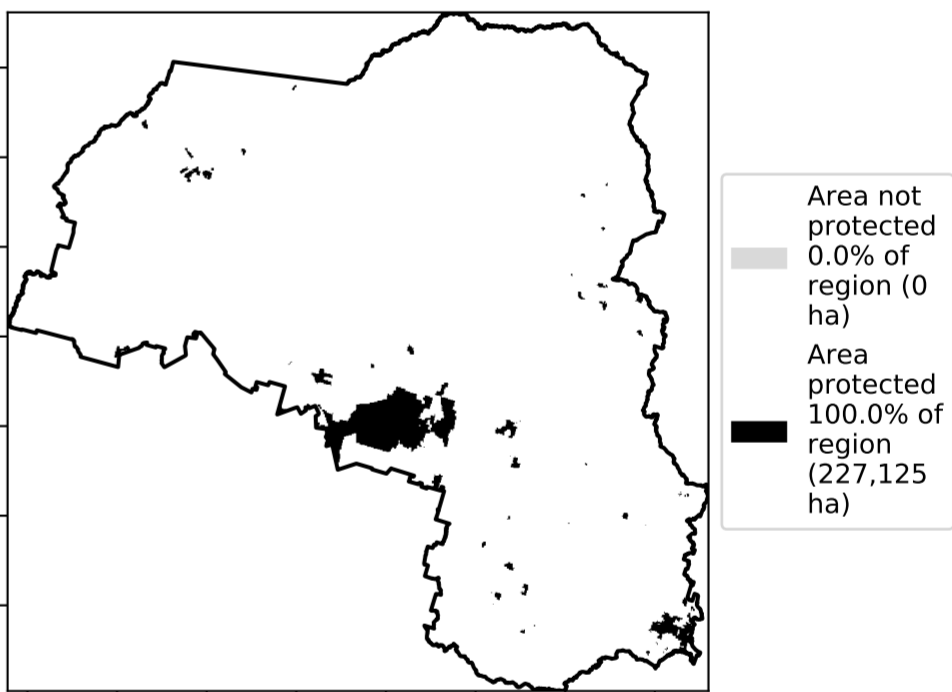 Area not
protected
0.0% of
region (0
ha)
Area
protected
100.0% of
region
(227,125
ha)